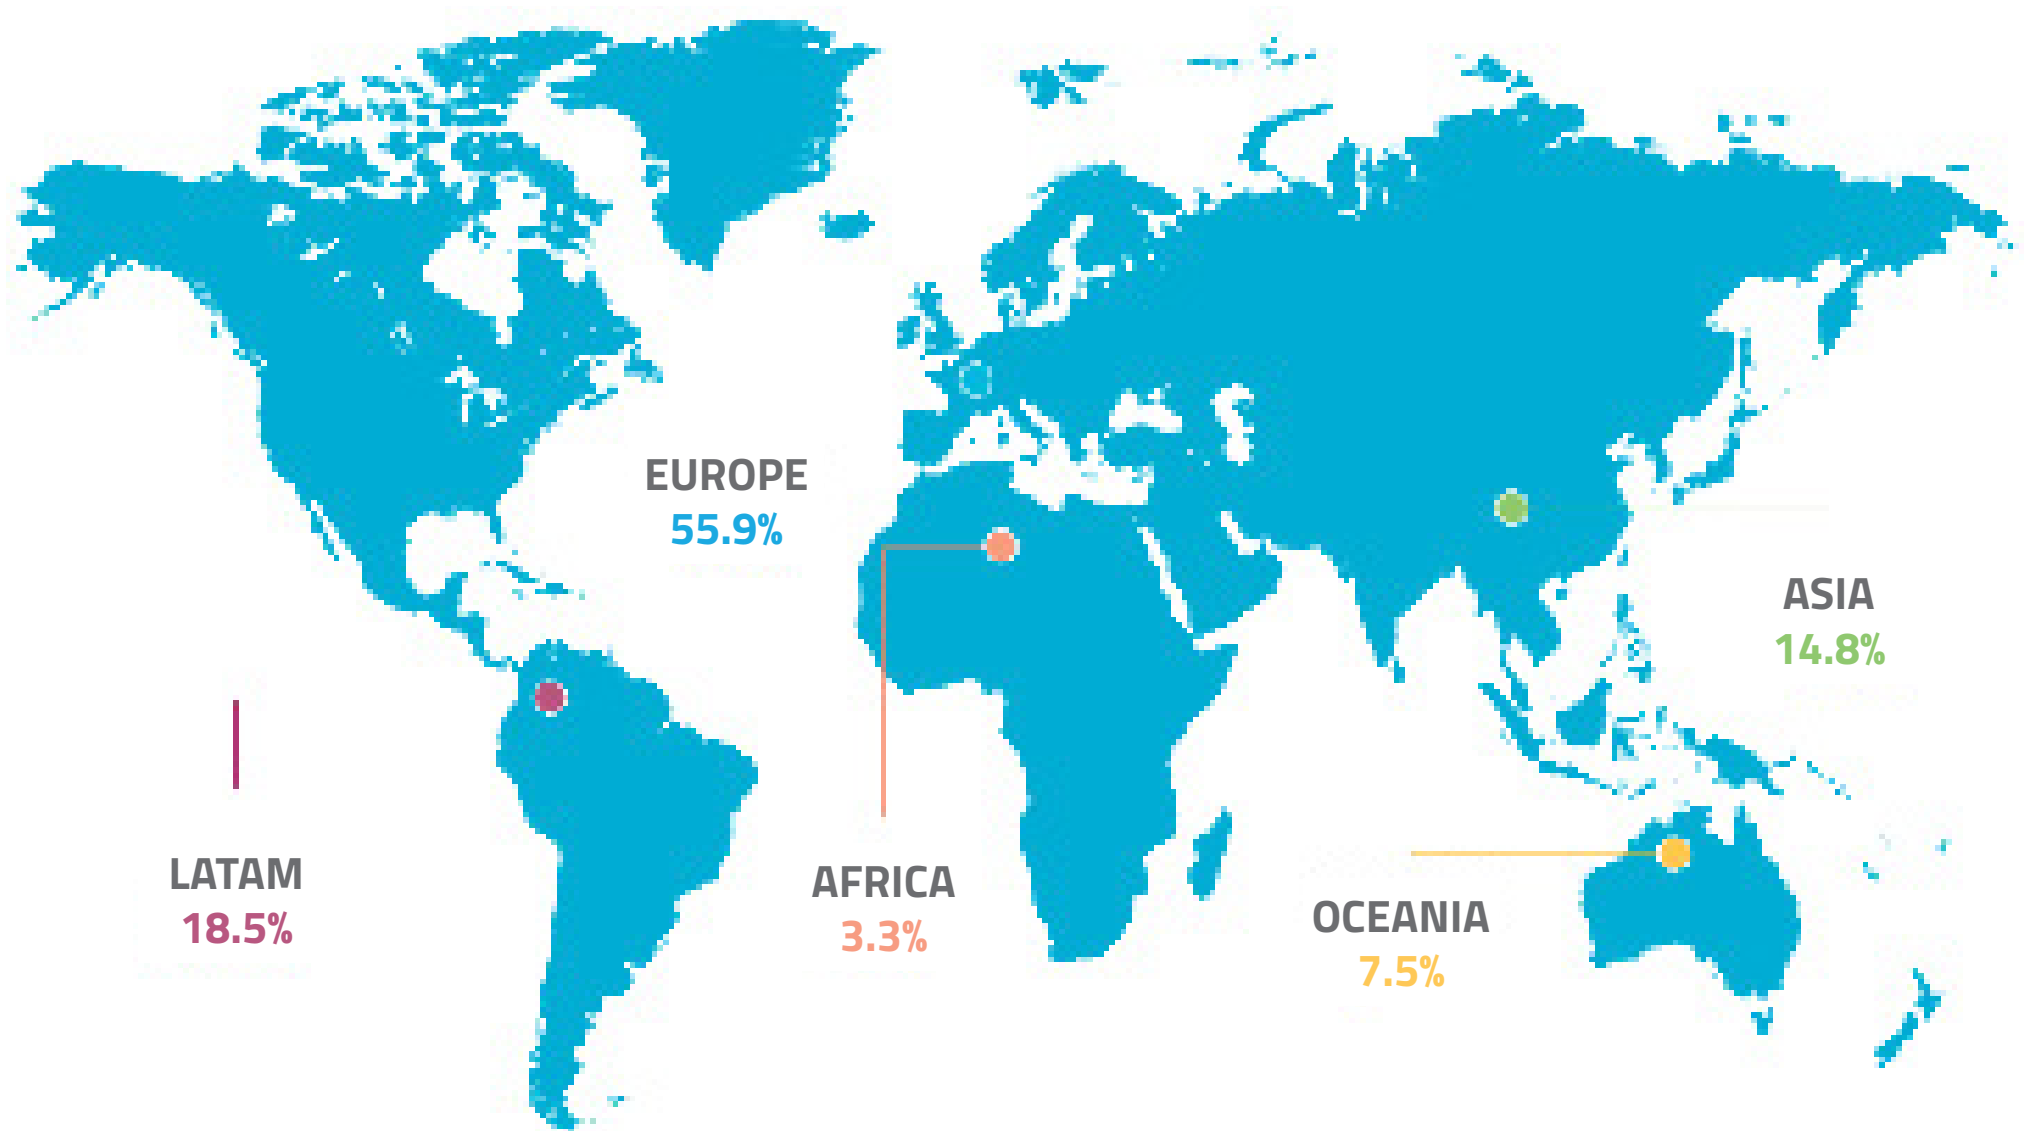 EUROPE
55.9%
ASIA
14.8%
LATAM
18.5%
AFRICA
3.3%
OCEANIA
7.5%